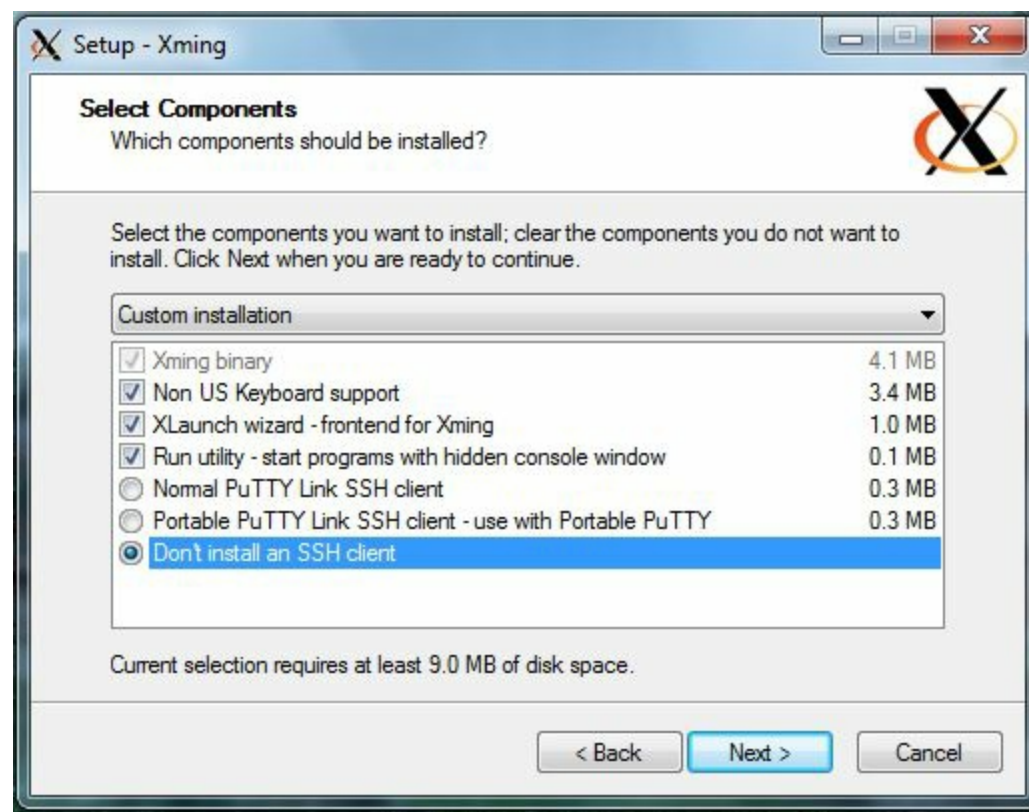 Setup - Xming
Select Components
Which components should be installed?
Select the components you want to install; clear the components you do not want to
install. Click Next when you are ready to continue.
Custom installation
Xming binary 4.1 MB
Non US Keyboard support 3.4 MB
XLaunch wizard - frontend for Xming 1.0 MB
Run utility - start programs with hidden console window 0.1 MB
Normal PuTTY Link SSH client 0.3 MB
Portable PuTTY Link SSH client - use with Portable PuTTY 0.3 MB
Don't install an SSH client
Current selection requires at least 9.0 MB of disk space.
< Back Next > Cancel